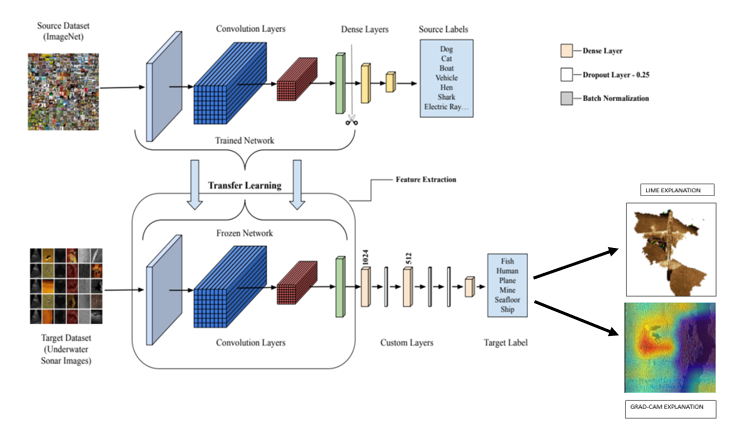 Source Dataset
(ImageNet)
Convolution Layers
Dense Layers
Source Labels
Dog
Cat
Boat
Vehicle
Hen
Shark
Electric Ray...
Dense Layer
Dropout Layer - 0.25
Batch Normalization
Trained Network
Transfer Learning
Feature Extraction
Frozen Network
Convolution Layers
1024
512
Custom Layers
Fish
Human
Plane
Mine
Seafloor
Ship
Target Label
Target Dataset
(Underwater
Sonar Images)
LIME EXPLANATION
GRAD-CAM EXPLANATION